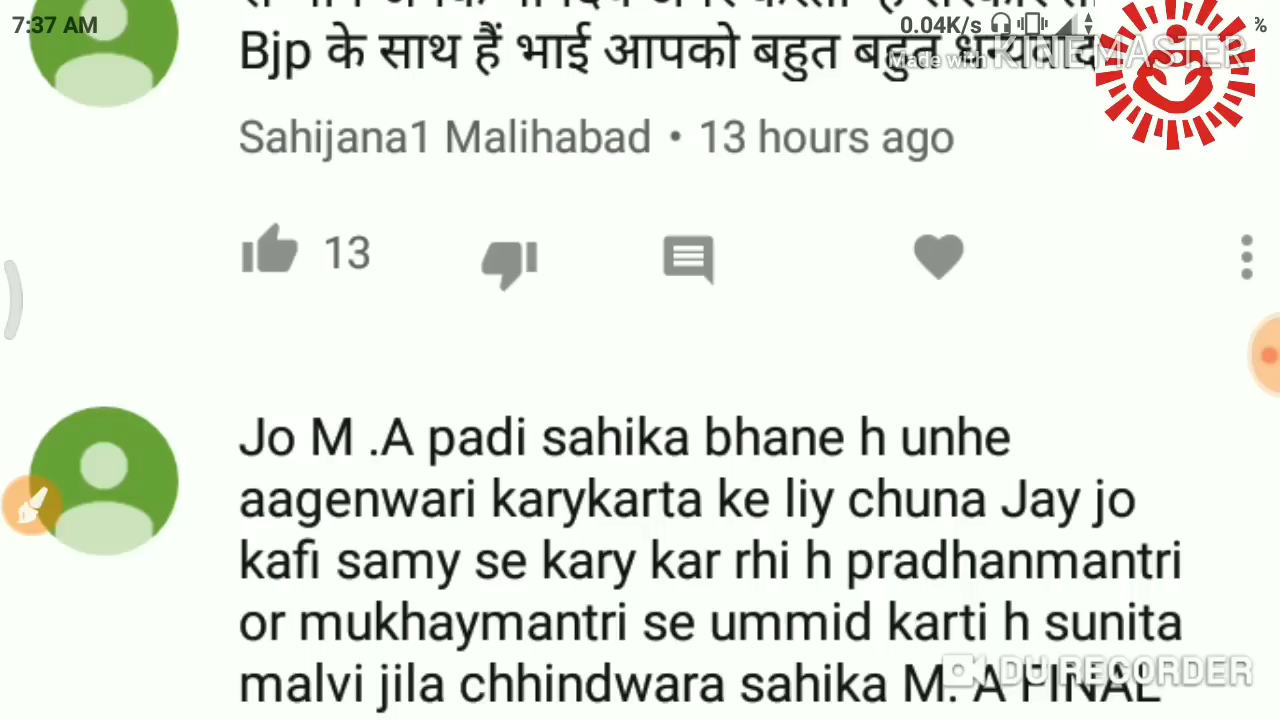 7:37 AM
0.04K/s
%
Bjp के साथ हैं भाई आपको बहुत बहुत धन्यवाद
Made with KINEMASTER
Sahijana1 Malihabad • 13 hours ago
13
Jo M .A padi sahika bhane h unhe
aagenwari karykarta ke liy chuna Jay jo
kafi samy se kary kar rhi h pradhanmantri
or mukhaymantri se ummid karti h sunita
malvi jila chhindwara sahika M. A FINAL
DU RECORDER